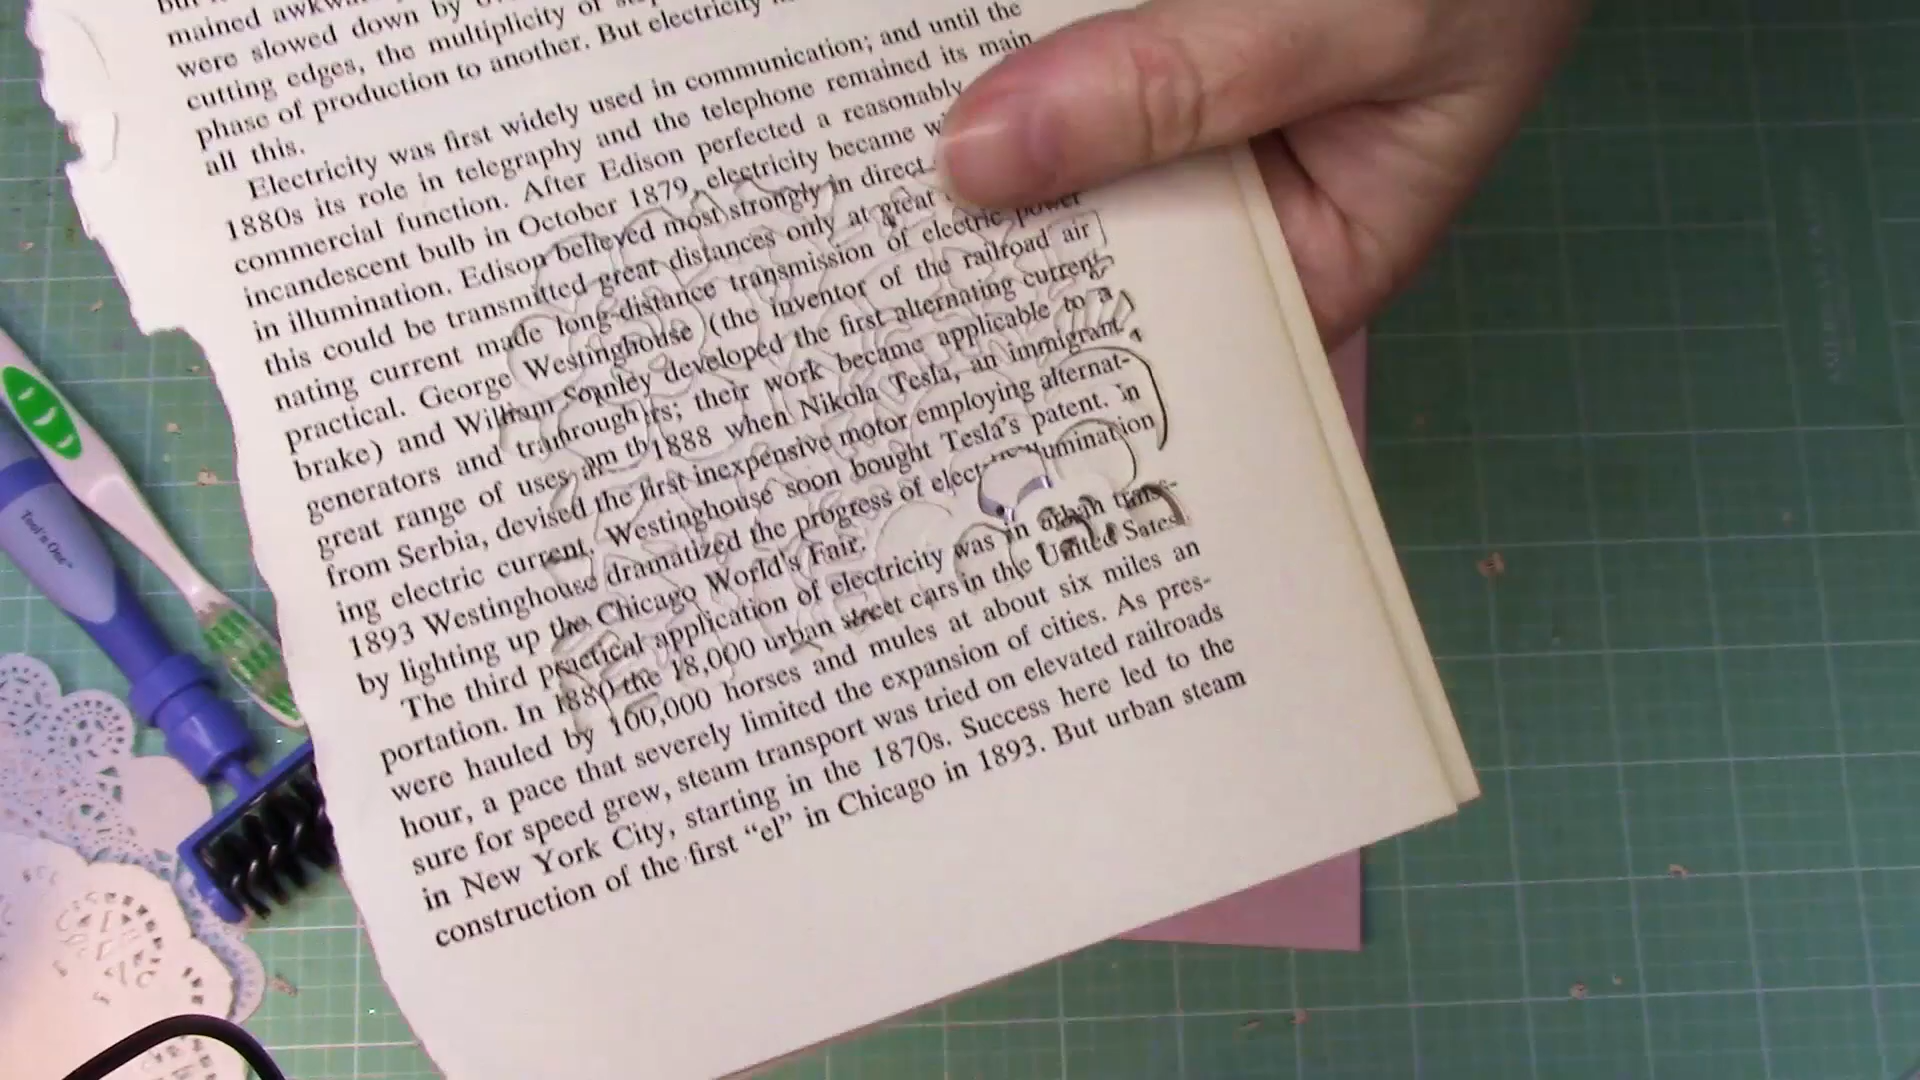 mained awkwa
were slowed down by
cutting edges, the multiplicity of
phase of production to another. But electricity
all this.
Electricity was first widely used in communication; and until the
1880s its role in telegraphy and the telephone remained its main
commercial function. After Edison perfected a reasonably
incandescent bulb in October 1879, electricity became wi
in illumination. Edison believed most strongly in direct
this could be transmitted great distances only at great
nating current made long-distance transmission of electric power
practical. George Westinghouse (the inventor of the railroad air
brake) and William Stanley developed the first alternating current
generators and tra rs; their work became applicable to a
great range of uses 1888 when Nikola Tesla, an immigrant
from Serbia, devised the first inexpensive motor employing alternat-
ing electric current. Westinghouse soon bought Tesla's patent. In
1893 Westinghouse dramatized the progress of elect illumination
by lighting up the Chicago World's Fair.
The third practical application of electricity was in urban trans-
portation. In 1880 the 18,000 urban street cars in the United States
were hauled by 100,000 horses and mules at about six miles an
hour, a pace that severely limited the expansion of cities. As pres-
sure for speed grew, steam transport was tried on elevated railroads
in New York City, starting in the 1870s. Success here led to the
construction of the first “el” in Chicago in 1893. But urban steam